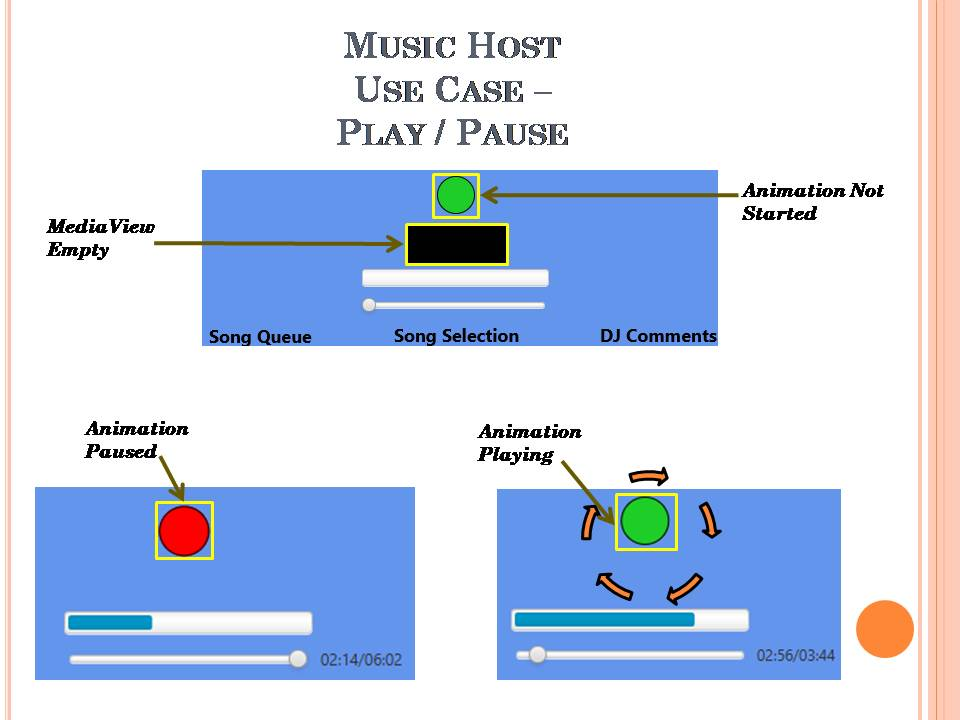 MUSIC HOST
USE CASE –
PLAY / PAUSE
Animation Not
Started
MediaView
Empty
Song Queue
Song Selection
DJ Comments
Animation
Paused
Animation
Playing
02:14/06:02
02:56/03:44